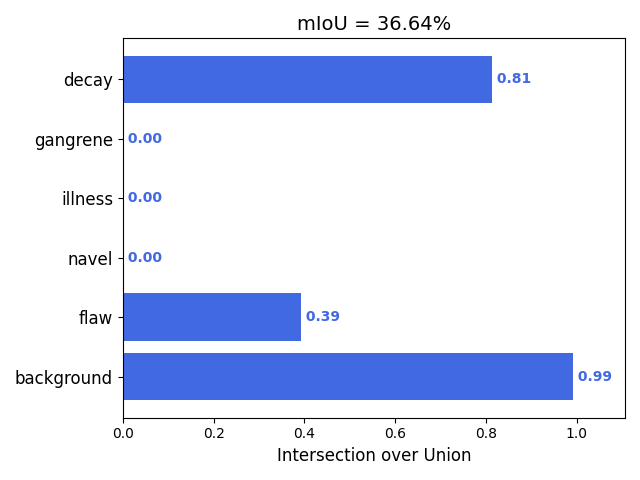 mIoU = 36.64%
decay
0.81
gangrene
0.00
illness
0.00
navel
0.00
flaw
0.39
background
0.99
0.0 0.2 0.4 0.6 0.8 1.0
Intersection over Union